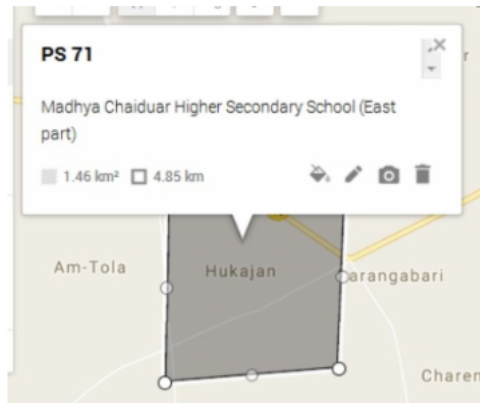 PS 71
Madhya Chaiduar Higher Secondary School (East
part)
1.46 km² 4.85 km
Am-Tola
Hukajan
arangabari
Charen